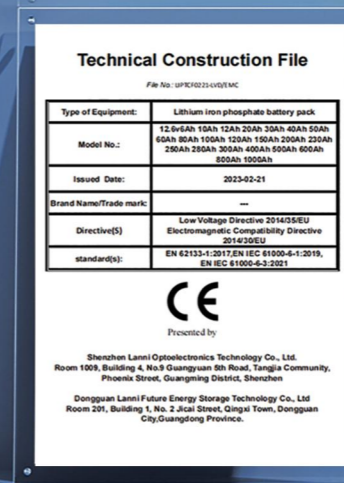 Technical Construction File
File No.: UPTCF0221-LVD/EMC
Type of Equipment: Lithium iron phosphate battery pack
Model No.: 12.6v6Ah 10Ah 12Ah 20Ah 30Ah 40Ah 50Ah
60Ah 80Ah 100Ah 120Ah 150Ah 200Ah 230Ah
250Ah 280Ah 300Ah 400Ah 500Ah 600Ah
800Ah 1000Ah
Issued Date: 2023-02-21
Brand Name/Trade mark: ---
Directive(S) Low Voltage Directive 2014/35/EU
Electromagnetic Compatibility Directive
2014/30/EU
standard(s): EN 62133-1:2017,EN IEC 61000-6-1:2019,
EN IEC 61000-6-3:2021
CE
Presented by
Shenzhen Lanni Optoelectronics Technology Co., Ltd.
Room 1009, Building 4, No.9 Guangyuan 5th Road, Tangjia Community,
Phoenix Street, Guangming District, Shenzhen
Dongguan Lanni Future Energy Storage Technology Co., Ltd
Room 201, Building 1, No. 2 Jicai Street, Qingxi Town, Dongguan
City,Guangdong Province.